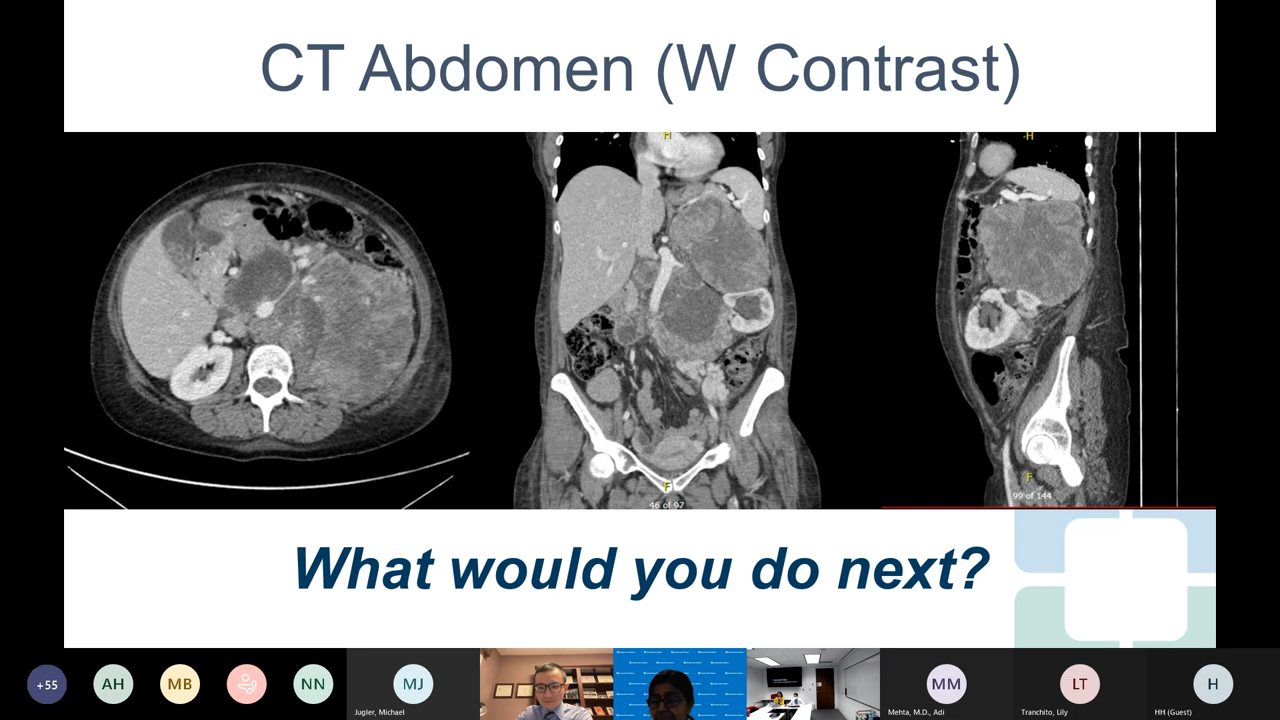 CT Abdomen (W Contrast)
H
H
F
46 of 97
F
99 of 144
What would you do next?
+55
AH
MB
NN
MJ
MM
LT
H
Jugler, Michael
Mehta, M.D., Adi
Tranchito, Lily
HH (Guest)